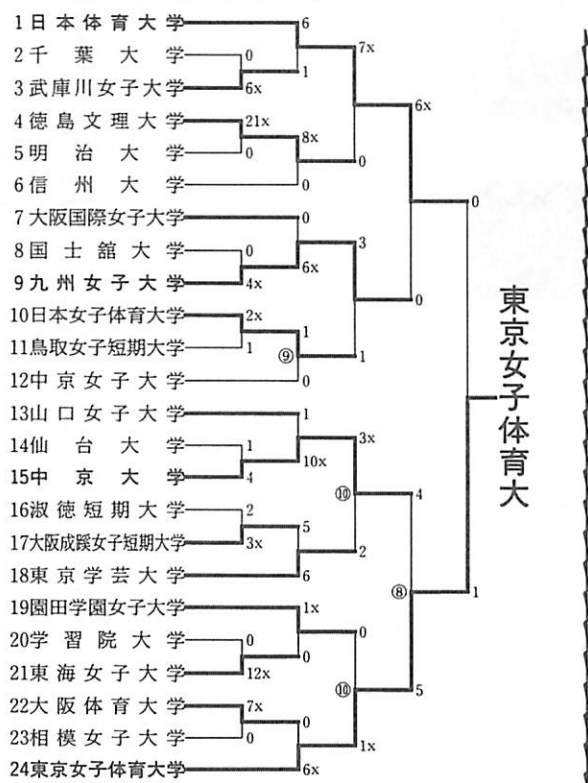 1日本体育大学
6
2千葉大学
0
7x
1
3武庫川女子大学
6x
6x
4徳島文理大学
21x
8x
5明治大学
0
0
6信州大学
0
0
7大阪国際女子大学
0
3
8国士舘大学
0
6x
9九州女子大学
4x
0
10日本女子体育大学
2x
1
11鳥取女子短期大学
1
⑨
1
12中京女子大学
0
東京女子体育大
13山口女子大学
1
3x
14仙台大学
1
10x
15中京大学
4
⑩
4
16淑徳短期大学
2
5
17大阪成蹊女子短期大学
3x
2
18東京学芸大学
6
⑧
1
19園田学園女子大学
1x
0
20学習院大学
0
0
21東海女子大学
12x
⑩
5
22大阪体育大学
7x
0
23相模女子大学
0
1x
24東京女子体育大学
6x